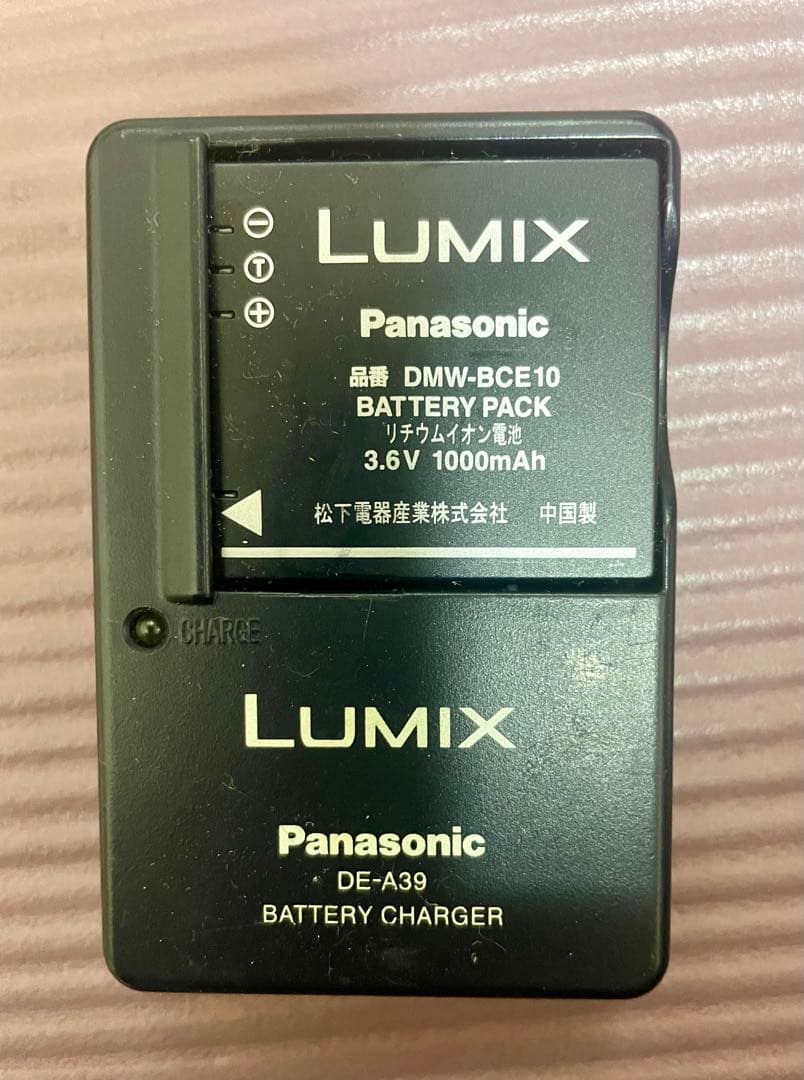 LUMIX
⊖
Ⓣ
⊕
Panasonic
品番 DMW-BCE10
BATTERY PACK
リチウムイオン電池
3.6V 1000mAh
松下電器産業株式会社 中国製
CHARGE
LUMIX
Panasonic
DE-A39
BATTERY CHARGER